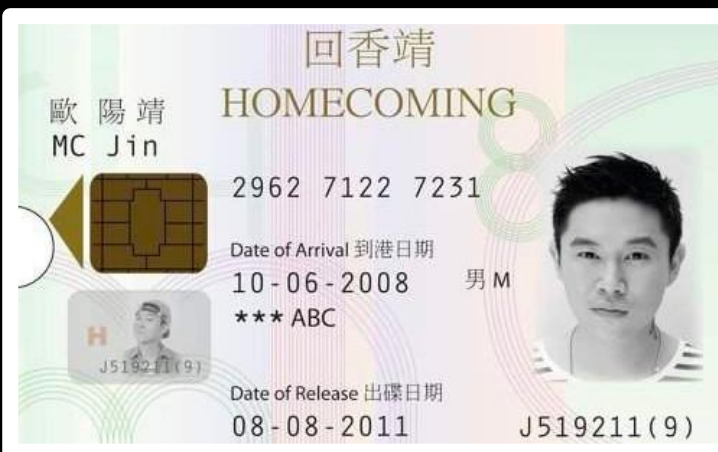 回香靖
HOMECOMING
歐 陽 靖
MC Jin
2962 7122 7231
Date of Arrival 到港日期
10-06-2008 男 M
*** ABC
H
J519211(9)
Date of Release 出碟日期
08-08-2011
J519211(9)